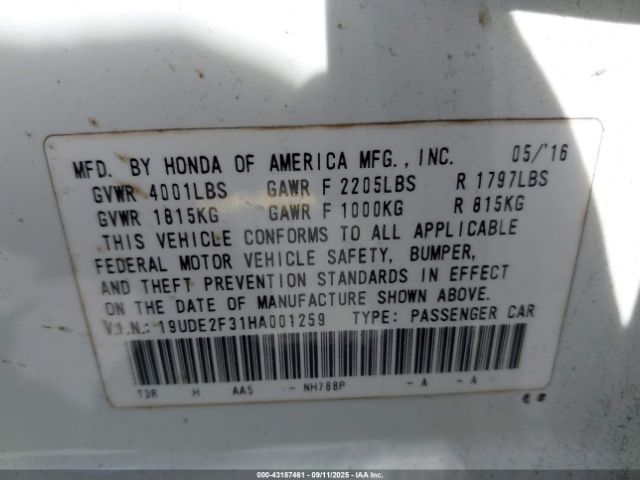 MFD. BY HONDA OF AMERICA MFG., INC. 05/'16
GVWR 4001LBS GAWR F 2205LBS R 1797LBS
GVWR 1815KG GAWR F 1000KG R 815KG
THIS VEHICLE CONFORMS TO ALL APPLICABLE
FEDERAL MOTOR VEHICLE SAFETY, BUMPER,
AND THEFT PREVENTION STANDARDS IN EFFECT
ON THE DATE OF MANUFACTURE SHOWN ABOVE.
V.I.N.: 19UDE2F31HA001259 TYPE: PASSENGER CAR
T3R H AA5 -- NH788P - A - A
000-43187461 - 09/11/2025 - IAA Inc.